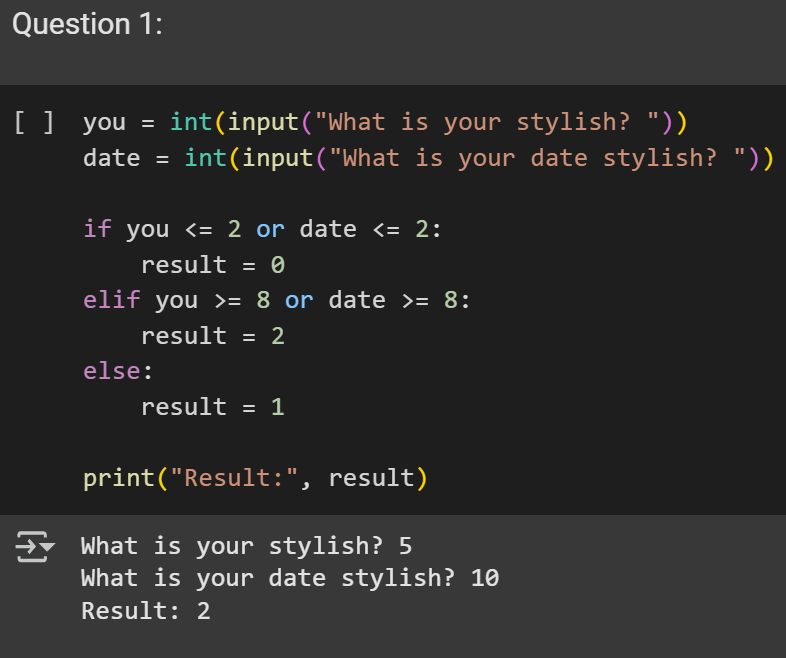 Question 1:
[ ] you = int(input("What is your stylish? "))
date = int(input("What is your date stylish? "))
if you <= 2 or date <= 2:
    result = 0
elif you >= 8 or date >= 8:
    result = 2
else:
    result = 1
print("Result:", result)
What is your stylish? 5
What is your date stylish? 10
Result: 2